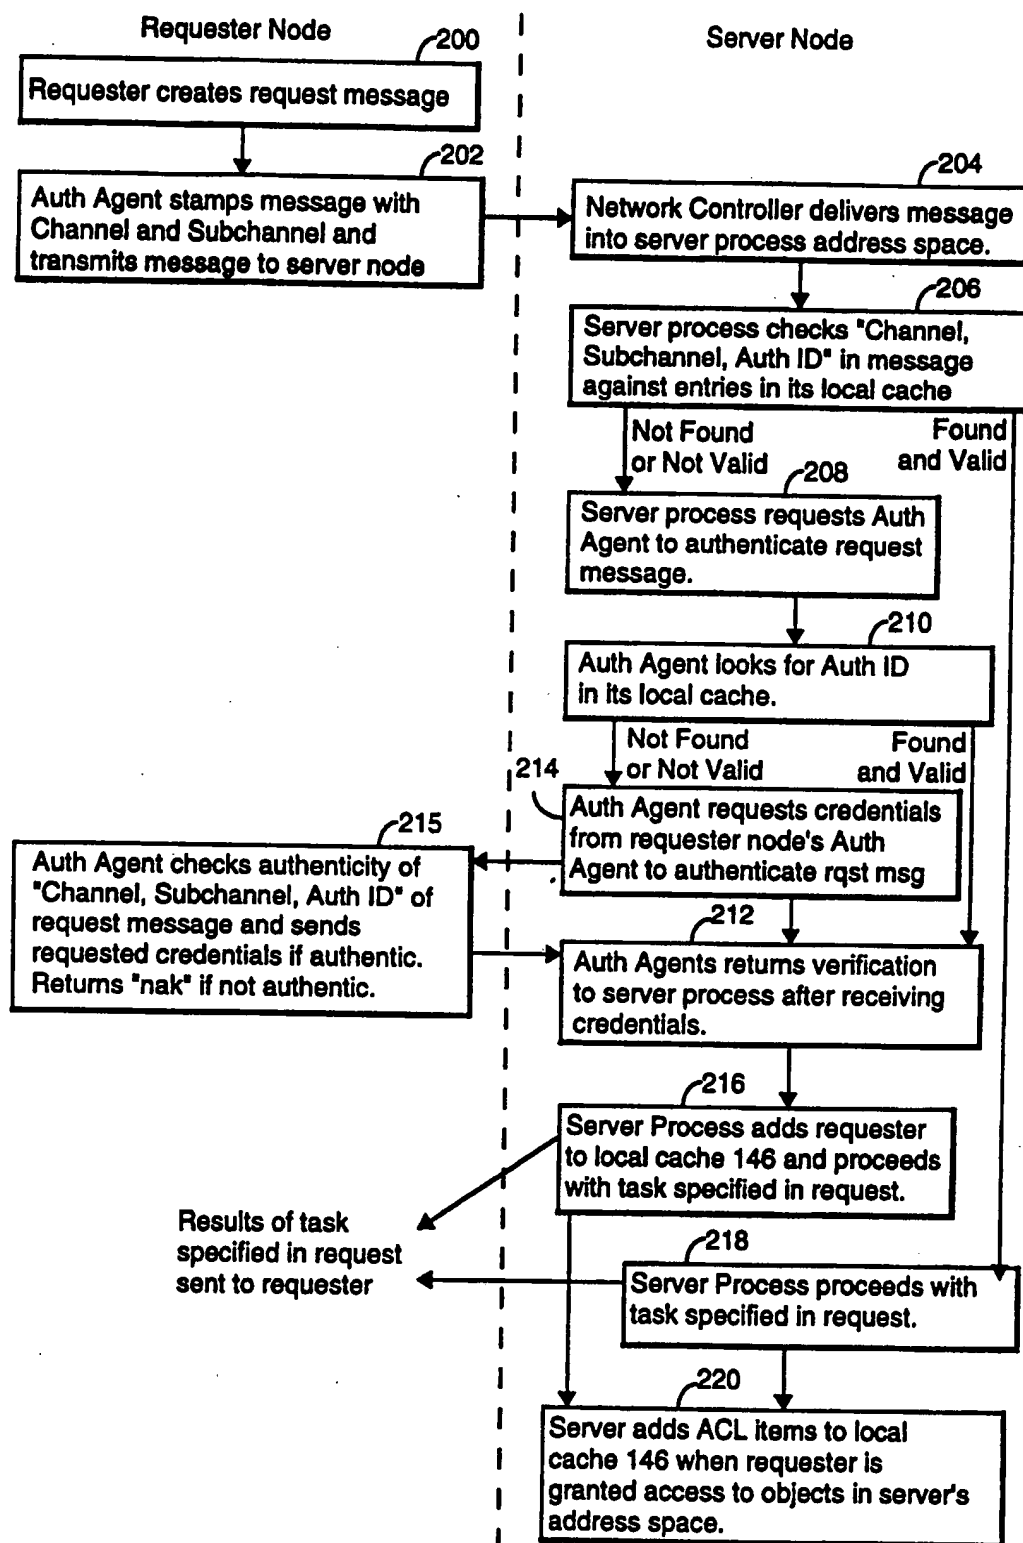 Requester Node
Server Node
200
Requester creates request message
202
Auth Agent stamps message with
Channel and Subchannel and
transmits message to server node
204
Network Controller delivers message
into server process address space.
206
Server process checks "Channel,
Subchannel, Auth ID" in message
against entries in its local cache
Not Found
or Not Valid
Found
and Valid
208
Server process requests Auth
Agent to authenticate request
message.
210
Auth Agent looks for Auth ID
in its local cache.
Not Found
or Not Valid
Found
and Valid
214
Auth Agent requests credentials
from requester node's Auth
Agent to authenticate rqst msg
215
Auth Agent checks authenticity of
"Channel, Subchannel, Auth ID" of
request message and sends
requested credentials if authentic.
Returns "nak" if not authentic.
212
Auth Agents returns verification
to server process after receiving
credentials.
216
Server Process adds requester
to local cache 146 and proceeds
with task specified in request.
Results of task
specified in request
sent to requester
218
Server Process proceeds with
task specified in request.
220
Server adds ACL items to local
cache 146 when requester is
granted access to objects in server's
address space.